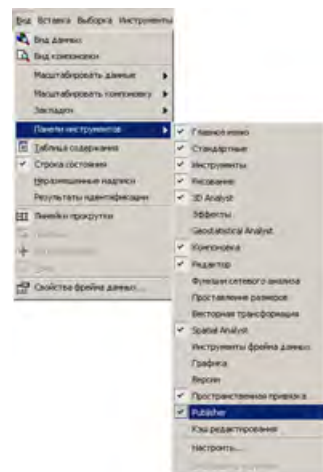 Вид Вставка Выборка Инструменты
Вид данных
Вид компоновки
Масштабировать данные
Масштабировать компоновку
Закладки
Панели инструментов
Таблица содержания
Строка состояния
Неразмещенные надписи
Результаты идентификации
Линейки прокрутки
Свойства фрейма данных...
Главное меню
Стандартные
Инструменты
Рисование
3D Analyst
Эффекты
Geostatistical Analyst
Компоновка
Редактор
Функции сетевого анализа
Проставление размеров
Векторная трансформация
Spatial Analyst
Инструменты фрейма данных
Графика
Версии
Пространственная привязка
Publisher
Кэш редактирования
Настроить...